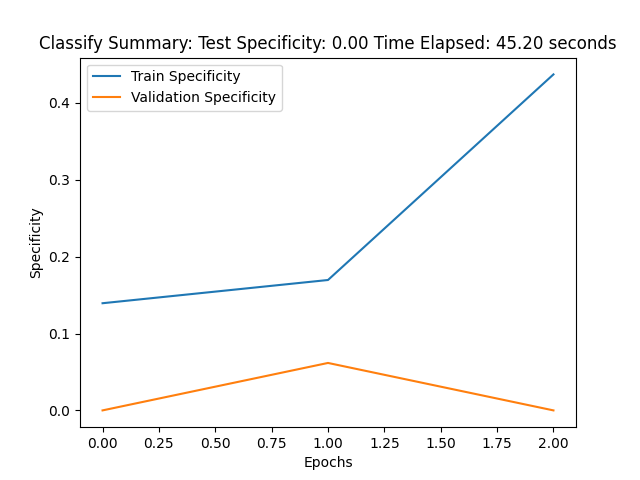 Classify Summary: Test Specificity: 0.00 Time Elapsed: 45.20 seconds
Train Specificity
Validation Specificity
Specificity
0.4
0.3
0.2
0.1
0.0
0.00 0.25 0.50 0.75 1.00 1.25 1.50 1.75 2.00
Epochs